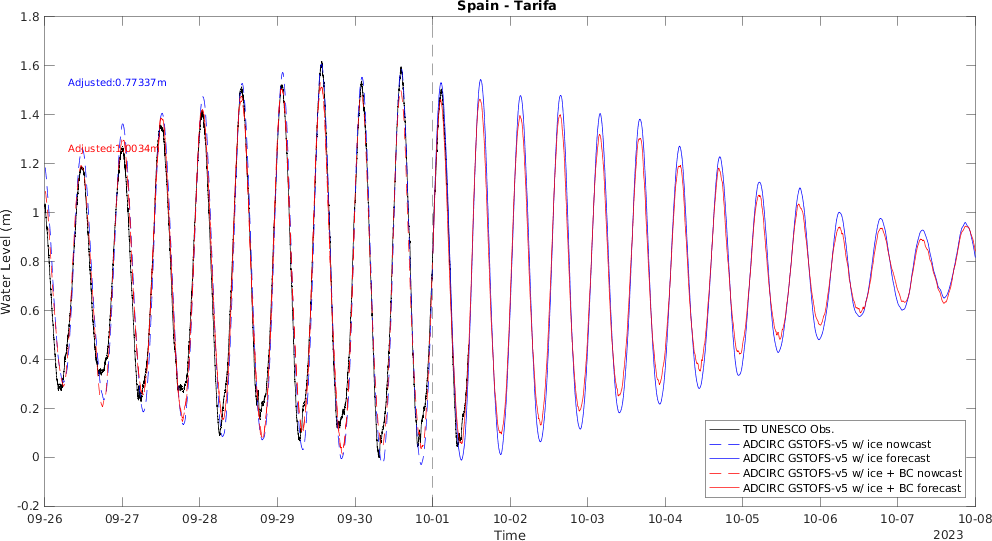 Spain - Tarifa
1.8
1.6
1.4
1.2
1
0.8
0.6
0.4
0.2
0
-0.2
Water Level (m)
Adjusted:0.77337m
Adjusted:1.0034m
TD UNESCO Obs.
ADCIRC GSTOFS-v5 w/ ice nowcast
ADCIRC GSTOFS-v5 w/ ice forecast
ADCIRC GSTOFS-v5 w/ ice + BC nowcast
ADCIRC GSTOFS-v5 w/ ice + BC forecast
09-26 09-27 09-28 09-29 09-30 10-01 10-02 10-03 10-04 10-05 10-06 10-07 10-08
Time
2023